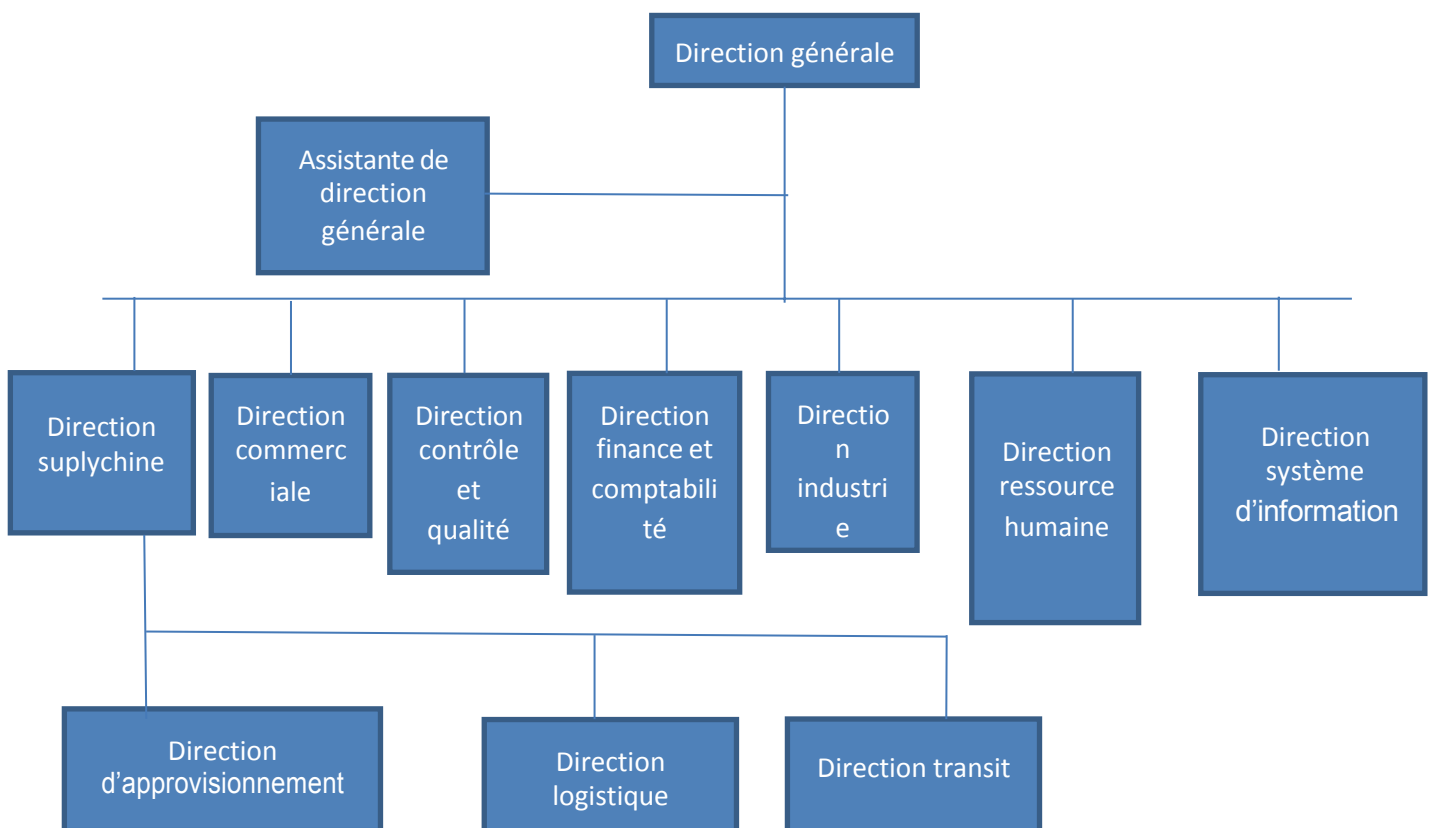 Direction générale
Assistante de
direction
générale
Direction
suplychine
Direction
commerc
iale
Direction
contrôle
et
qualité
Direction
finance et
comptabili
té
Directio
n
industri
e
Direction
ressource
humaine
Direction
système
d’information
Direction
d’approvisionnement
Direction
logistique
Direction transit